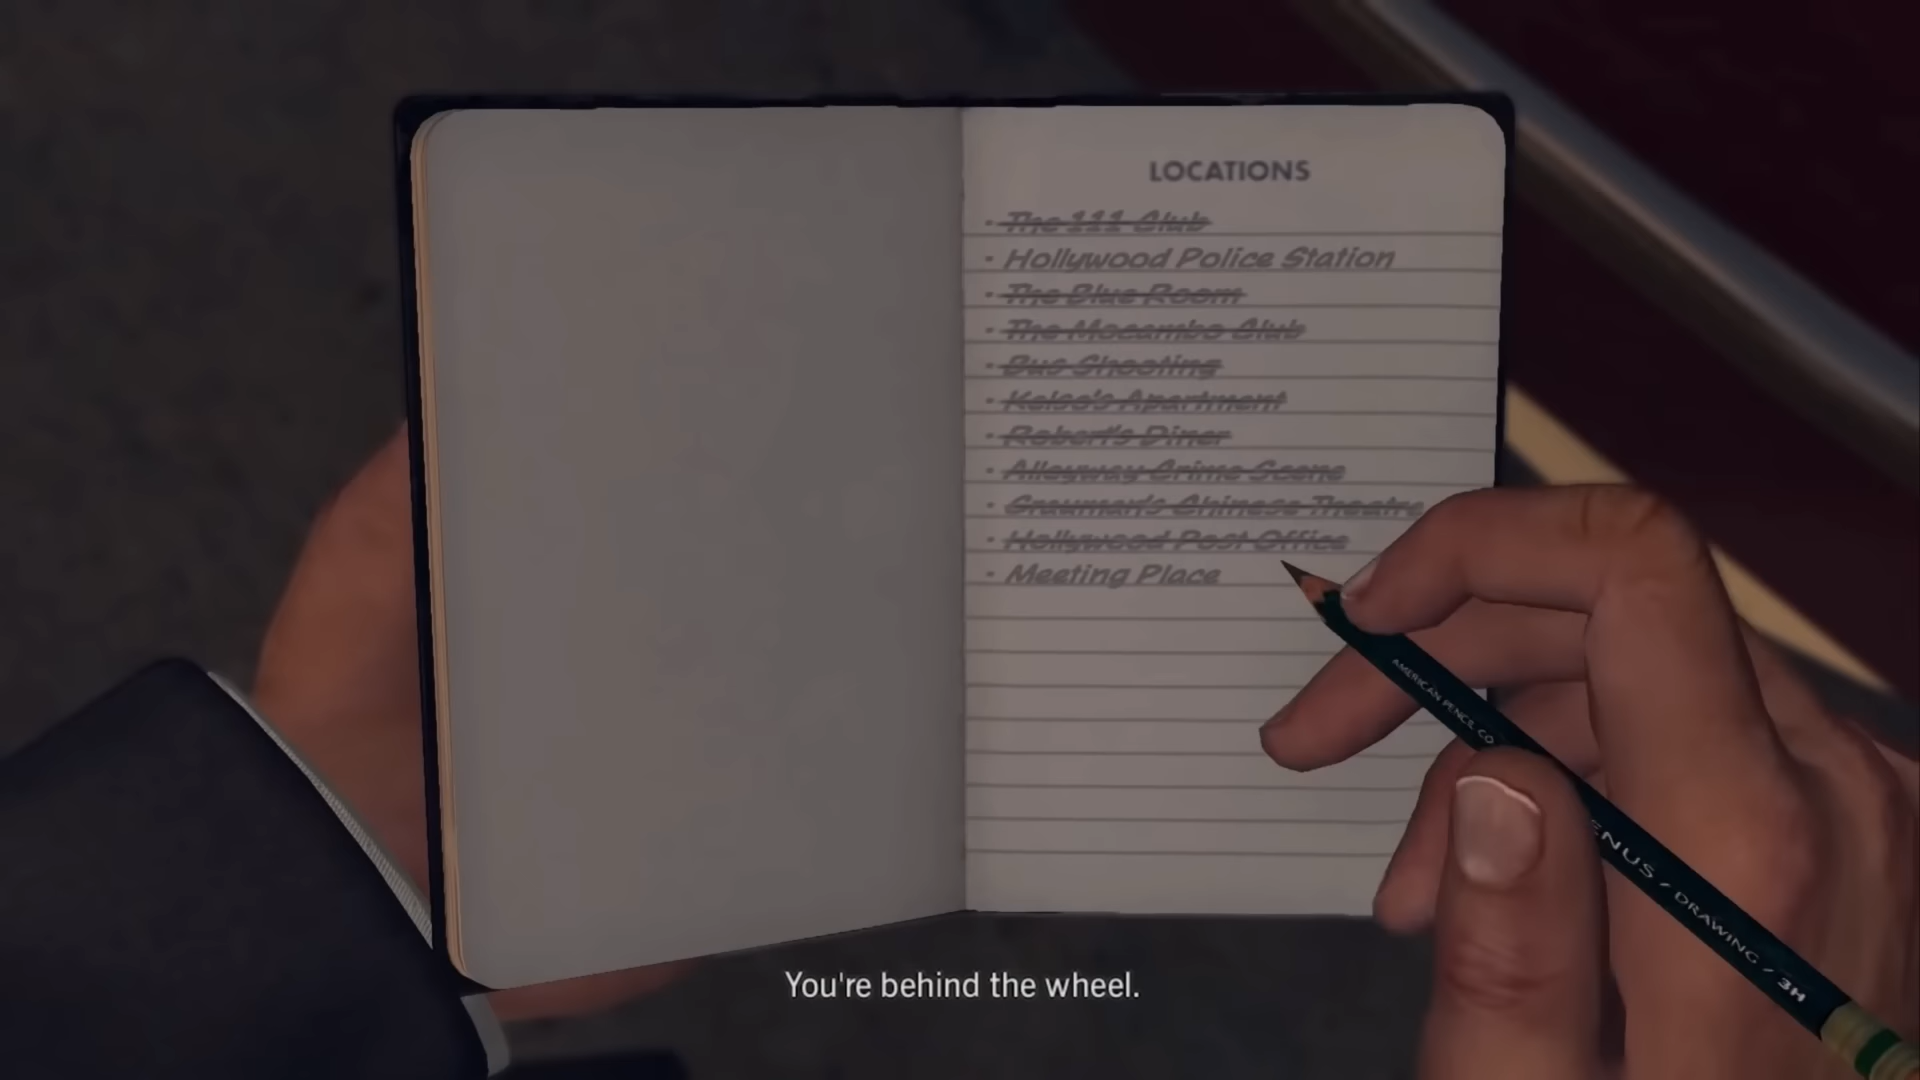 LOCATIONS
· The 111 Club
· Hollywood Police Station
· The Blue Room
· The Mocambo Club
· Bus Shooting
· Kelso's Apartment
· Robert's Diner
· Alleyway Crime Scene
· Grauman's Chinese Theatre
· Hollywood Post Office
· Meeting Place
AMERICAN PENCIL CO
ENUS / DRAWING / 3H
You're behind the wheel.